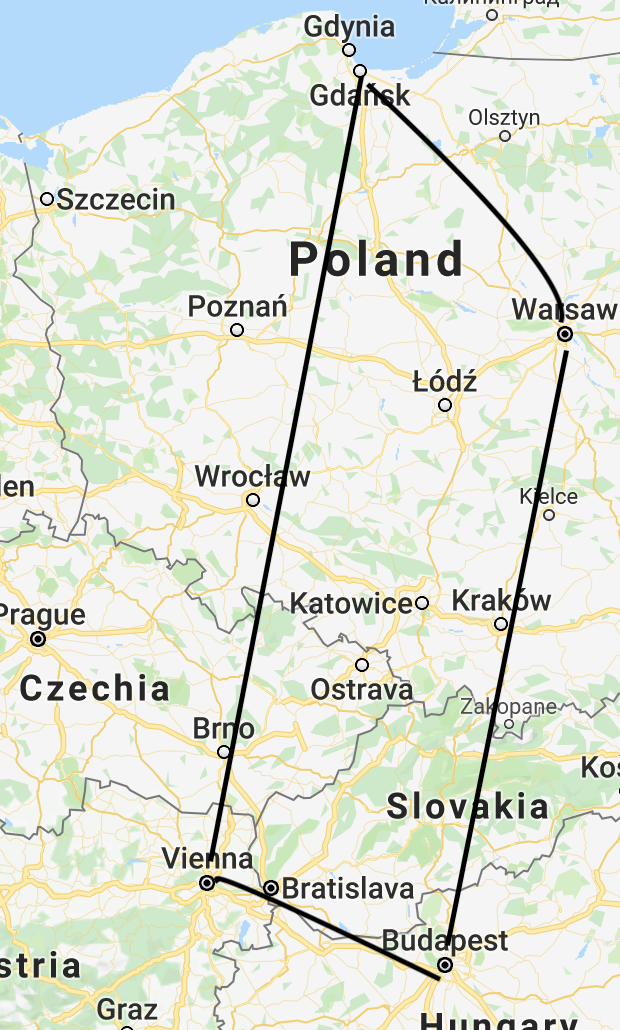 Калининград
Gdynia
Gdańsk
Olsztyn
Szczecin
Poland
Poznań
Warsaw
Łódź
Wrocław
len
Kielce
Katowice
Kraków
Prague
Ostrava
Czechia
Zakopane
Brno
Kos
Slovakia
Vienna
Bratislava
Budapest
stria
Graz
Hungary